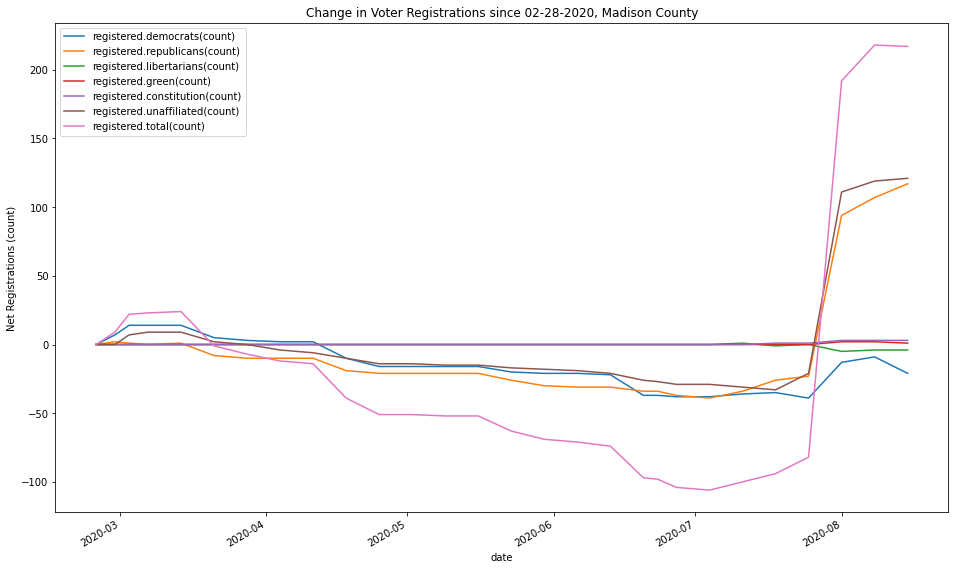 Change in Voter Registrations since 02-28-2020, Madison County
registered.democrats(count)
registered.republicans(count)
registered.libertarians(count)
registered.green(count)
registered.constitution(count)
registered.unaffiliated(count)
registered.total(count)
Net Registrations (count)
200
150
100
50
0
−50
−100
2020-03
2020-04
2020-05
2020-06
2020-07
2020-08
date